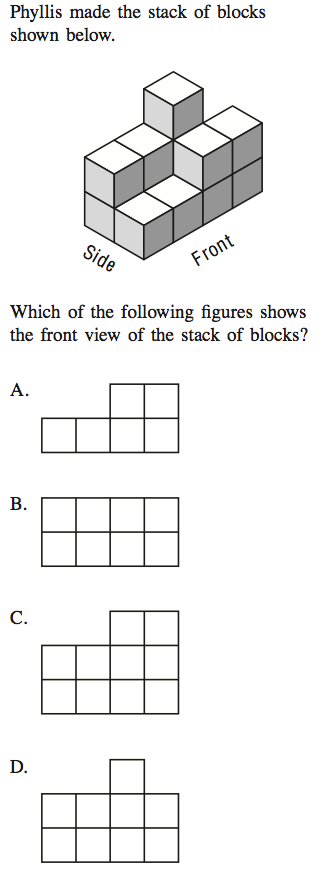 Phyllis made the stack of blocks
shown below.
Side
Front
Which of the following figures shows
the front view of the stack of blocks?
A.
B.
C.
D.